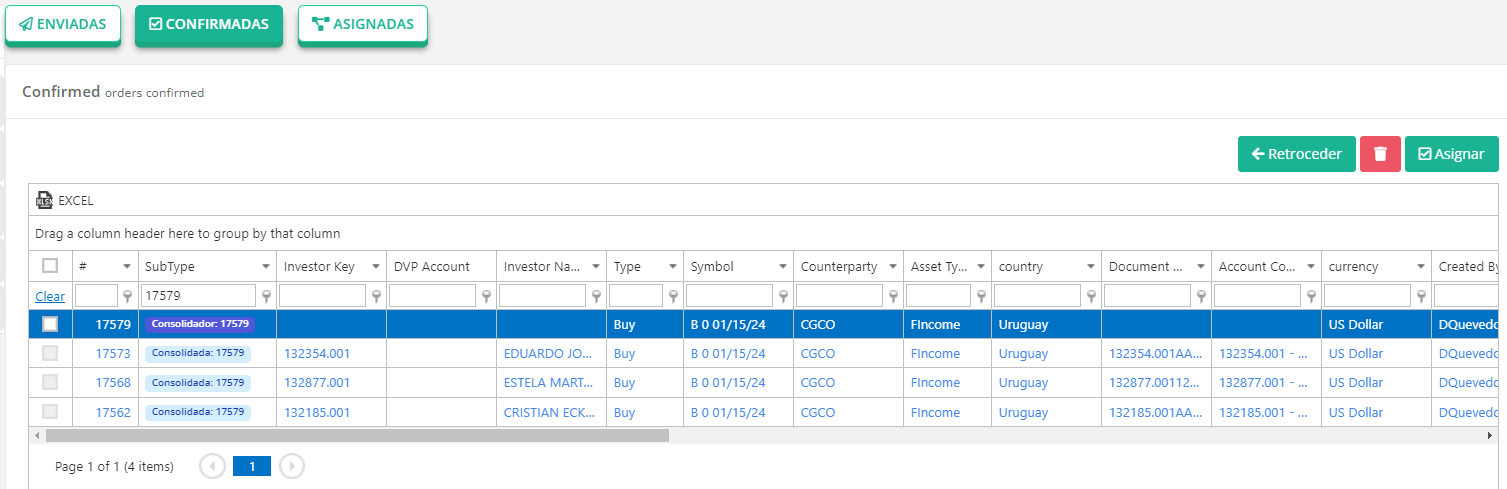 ENVIADAS CONFIRMADAS ASIGNADAS
Confirmed orders confirmed
Retroceder Asignar
XLSX EXCEL
Drag a column header here to group by that column
# SubType Investor Key DVP Account Investor Na... Type Symbol Counterparty Asset Ty... country Document ... Account Co... currency Created By
Clear 17579
17579 Consolidador: 17579 Buy B 0 01/15/24 CGCO FIncome Uruguay US Dollar DQuevedo
17573 Consolidada: 17579 132354.001 EDUARDO JO... Buy B 0 01/15/24 CGCO FIncome Uruguay 132354.001AA... 132354.001 - ... US Dollar DQuevedo
17568 Consolidada: 17579 132877.001 ESTELA MART... Buy B 0 01/15/24 CGCO FIncome Uruguay 132877.00112... 132877.001 - ... US Dollar DQuevedo
17562 Consolidada: 17579 132185.001 CRISTIAN ECK... Buy B 0 01/15/24 CGCO FIncome Uruguay 132185.001AA... 132185.001 - ... US Dollar DQuevedo
Page 1 of 1 (4 items) 1